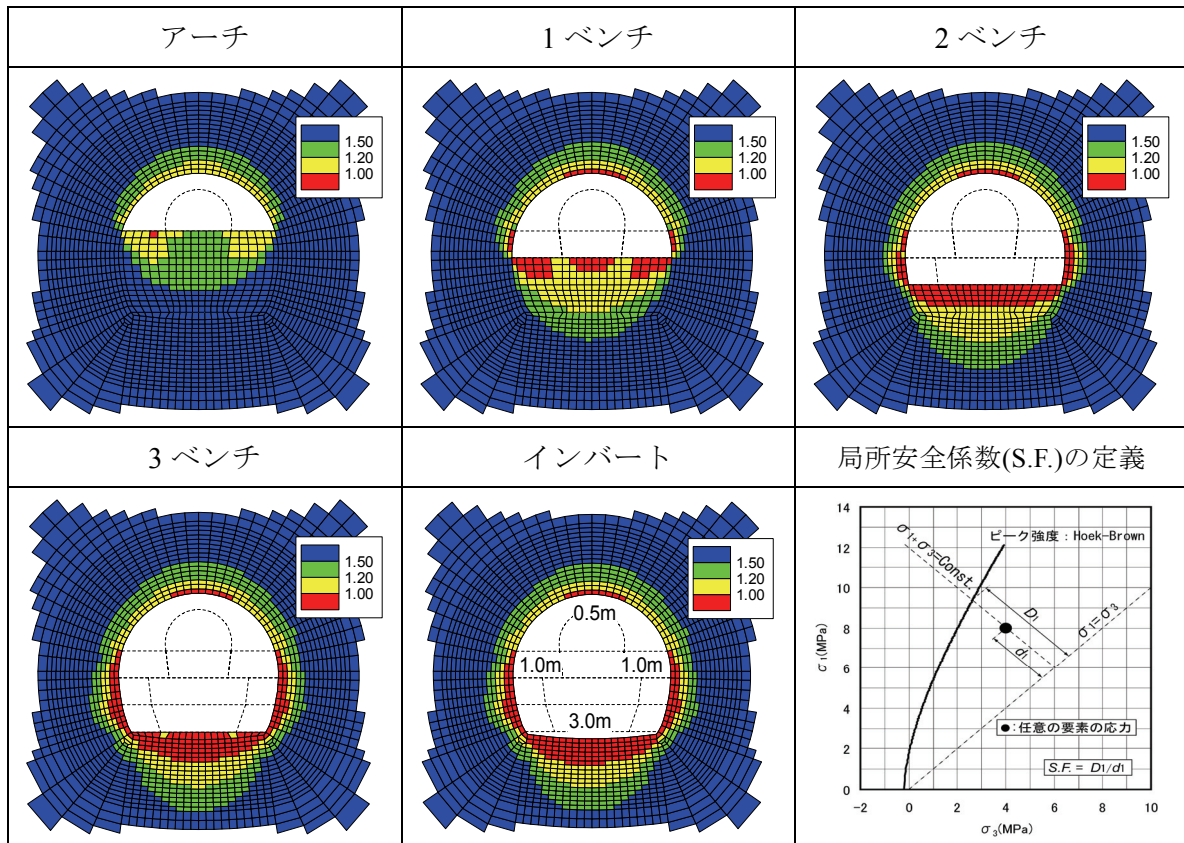 アーチ
1 ベンチ
2 ベンチ
1.50
1.20
1.00
1.50
1.20
1.00
1.50
1.20
1.00
3 ベンチ
インバート
局所安全係数(S.F.)の定義
1.50
1.20
1.00
1.50
1.20
1.00
0.5m
1.0m
1.0m
3.0m
14
12
10
8
6
4
2
0
σ1(MPa)
ピーク強度：Hoek-Brown
σ1+σ3=Const.
D1
d1
σ1=σ3
●:任意の要素の応力
S.F. = D1/d1
-2
0
2
4
6
8
10
σ3(MPa)